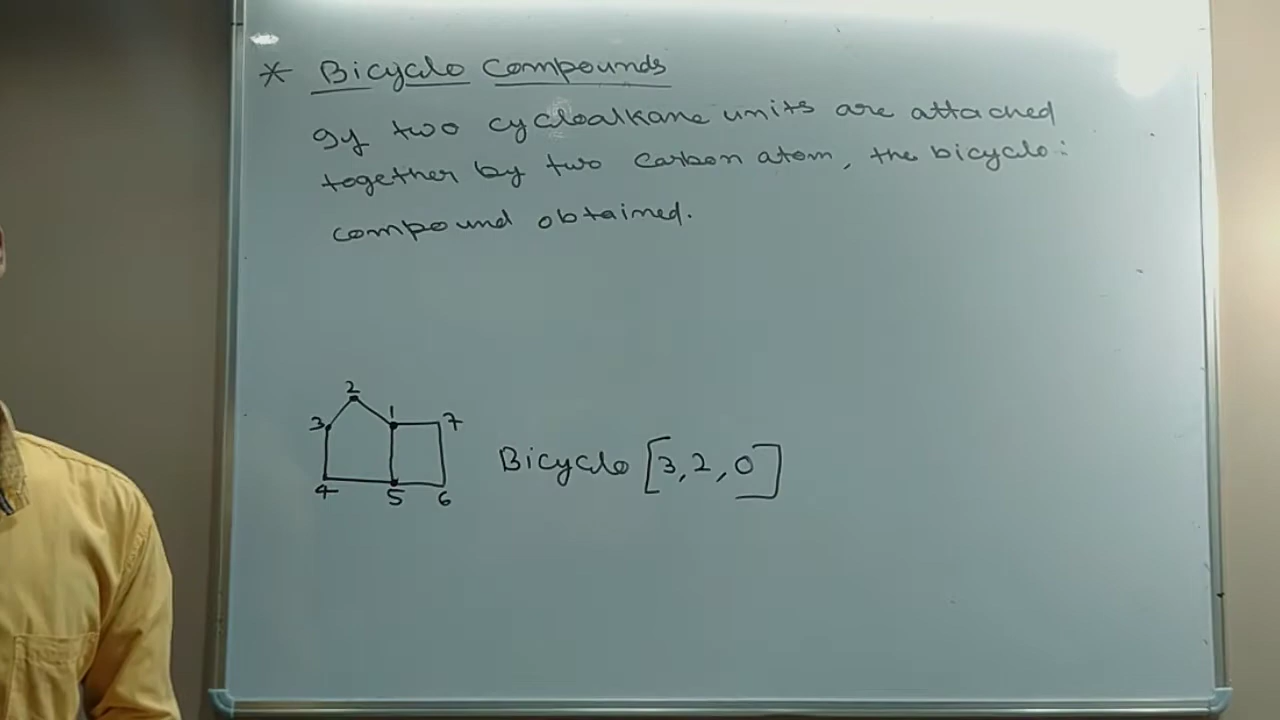 * Bicyclo Compounds
If two cycloalkane units are attached
together by two carbon atom, the bicyclo:
compound obtained.
2
3 1 7
4 5 6
Bicyclo [3,2,0]